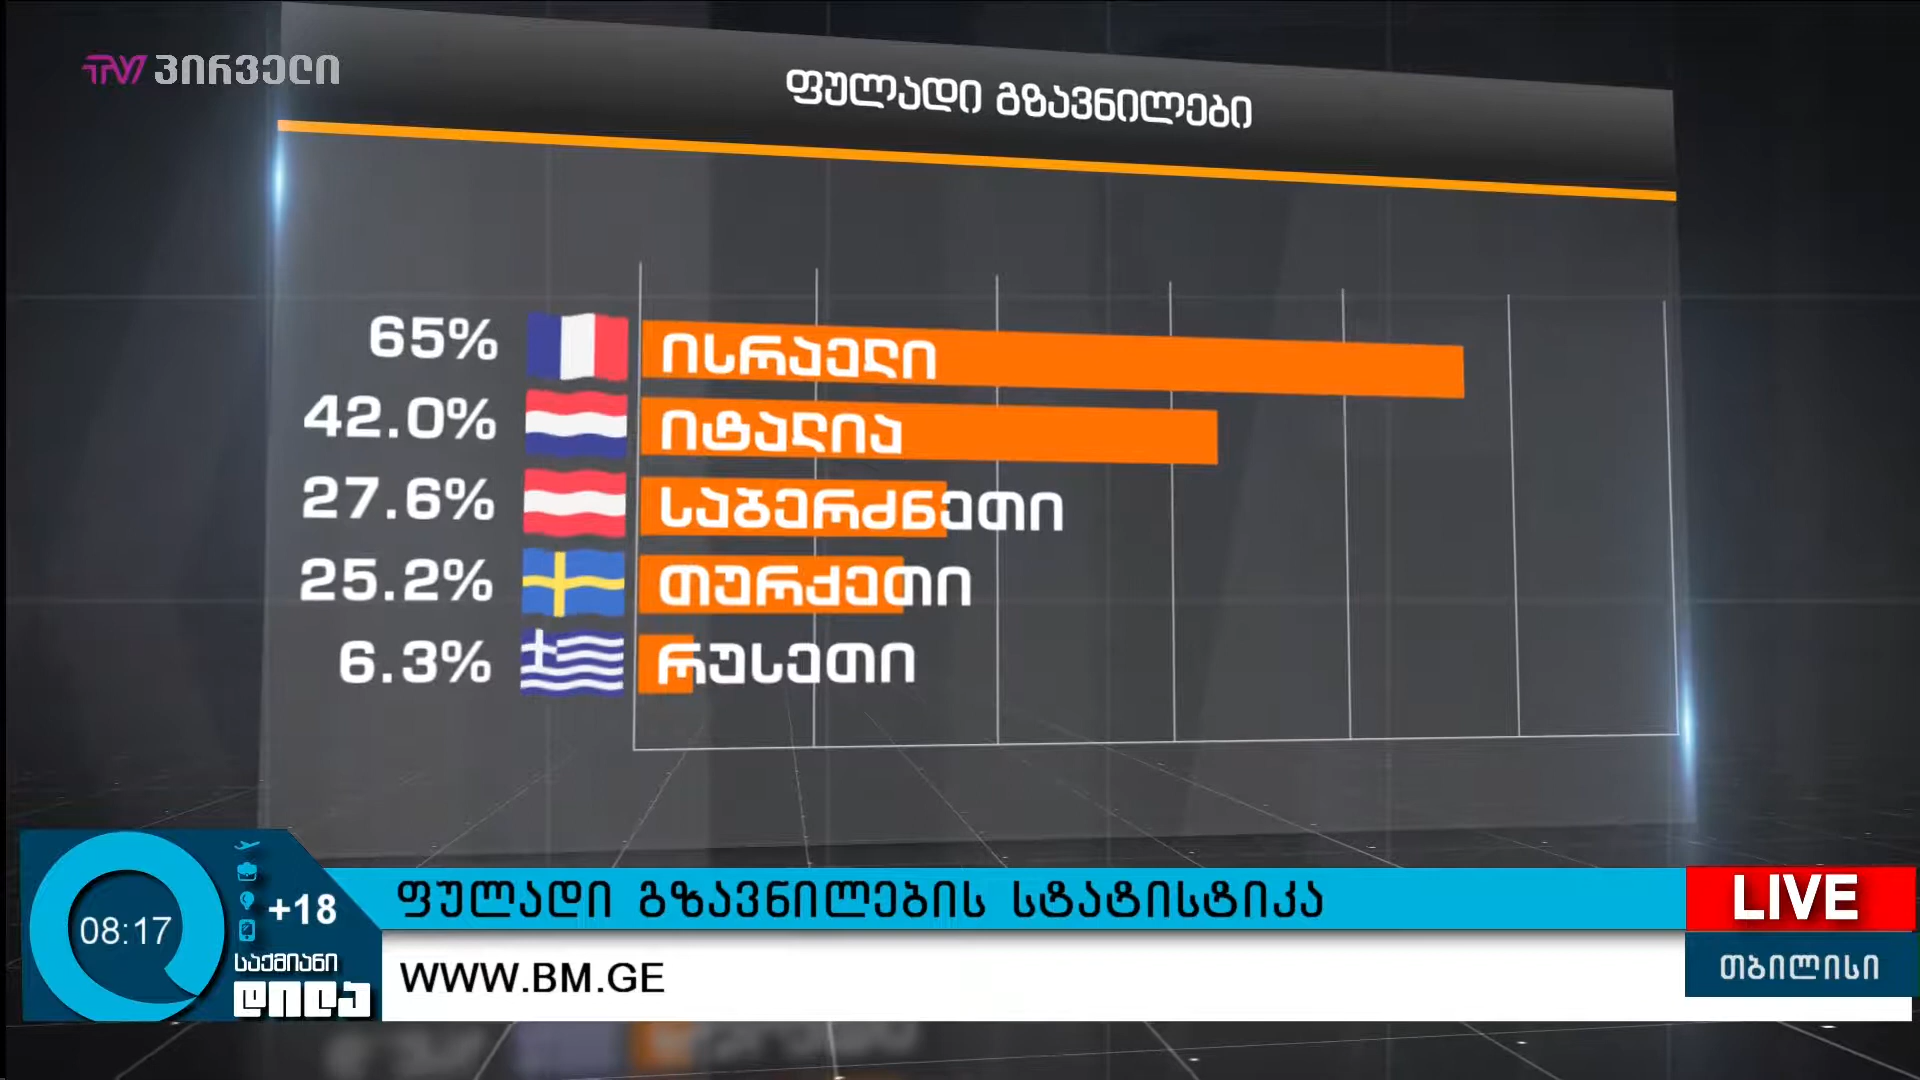 TV პირველი
ფულადი გზავნილები
65% ისრაელი
42.0% იტალია
27.6% საბერძნეთი
25.2% თურქეთი
6.3% რუსეთი
08:17
+18
საქმიანი
დილა
ფულადი გზავნილების სტატისტიკა
WWW.BM.GE
LIVE
თბილისი